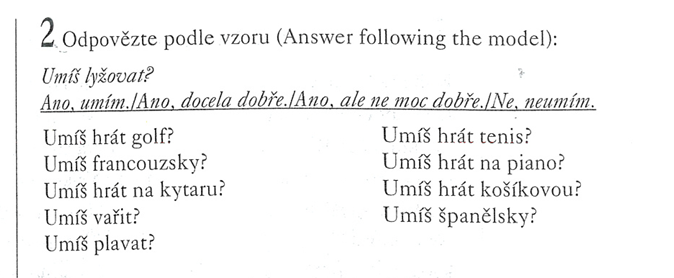 2 Odpovězte podle vzoru (Answer following the model):
Umíš lyžovat?
Ano, umím./Ano, docela dobře./Ano, ale ne moc dobře./Ne, neumím.
Umíš hrát golf?
Umíš francouzsky?
Umíš hrát na kytaru?
Umíš vařit?
Umíš plavat?
Umíš hrát tenis?
Umíš hrát na piano?
Umíš hrát košíkovou?
Umíš španělsky?